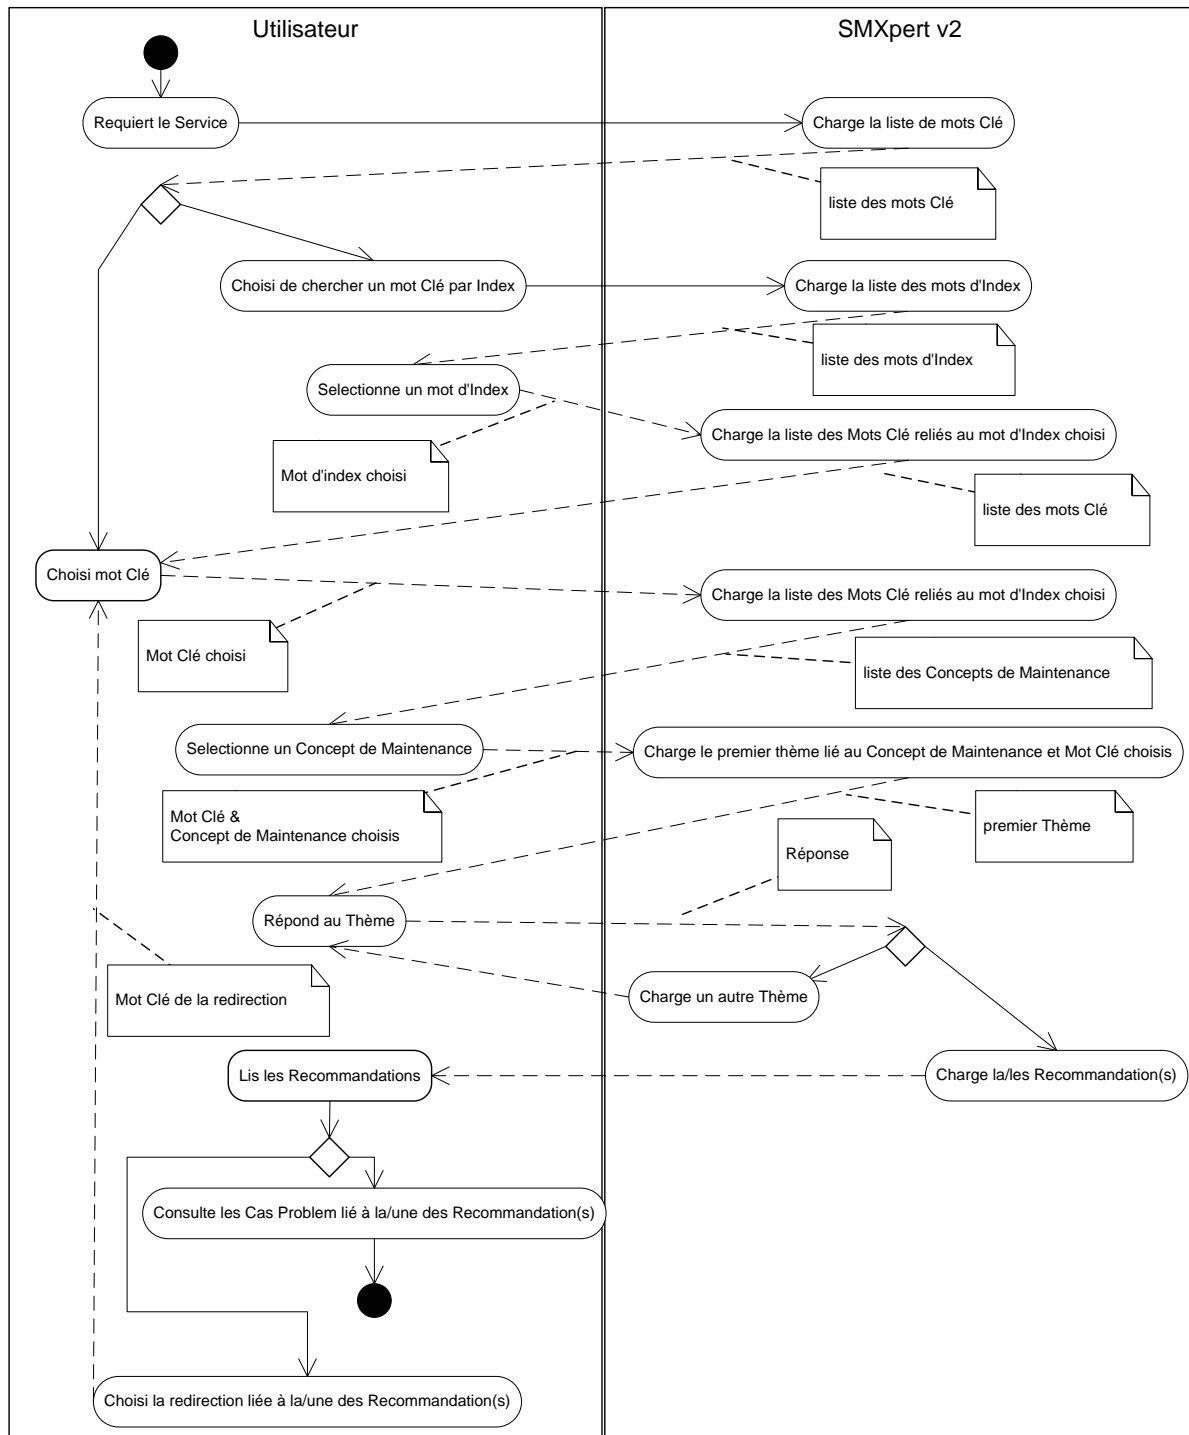 Utilisateur
SMXpert v2
Requiert le Service
Charge la liste de mots Clé
liste des mots Clé
Choisi de chercher un mot Clé par Index
Charge la liste des mots d'Index
liste des mots d'Index
Selectionne un mot d'Index
Charge la liste des Mots Clé reliés au mot d'Index choisi
Mot d'index choisi
liste des mots Clé
Choisi mot Clé
Charge la liste des Mots Clé reliés au mot d'Index choisi
Mot Clé choisi
liste des Concepts de Maintenance
Selectionne un Concept de Maintenance
Charge le premier thème lié au Concept de Maintenance et Mot Clé choisis
Mot Clé &
Concept de Maintenance choisis
premier Thème
Réponse
Répond au Thème
Charge un autre Thème
Mot Clé de la redirection
Lis les Recommandations
Charge la/les Recommandation(s)
Consulte les Cas Problem lié à la/une des Recommandation(s)
Choisi la redirection liée à la/une des Recommandation(s)